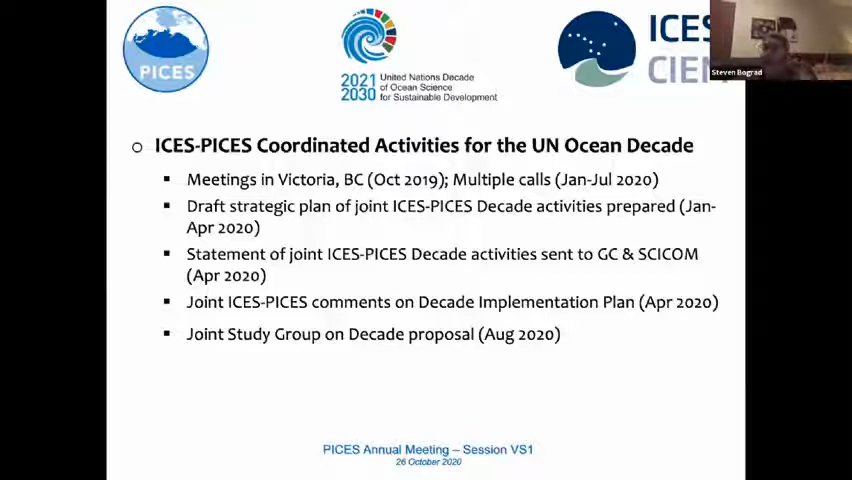 PICES
2021
2030
United Nations Decade
of Ocean Science
for Sustainable Development
ICES
CIEM
Steven Bograd
ICES-PICES Coordinated Activities for the UN Ocean Decade
Meetings in Victoria, BC (Oct 2019); Multiple calls (Jan-Jul 2020)
Draft strategic plan of joint ICES-PICES Decade activities prepared (Jan-
Apr 2020)
Statement of joint ICES-PICES Decade activities sent to GC & SCICOM
(Apr 2020)
Joint ICES-PICES comments on Decade Implementation Plan (Apr 2020)
Joint Study Group on Decade proposal (Aug 2020)
PICES Annual Meeting – Session VS1
26 October 2020